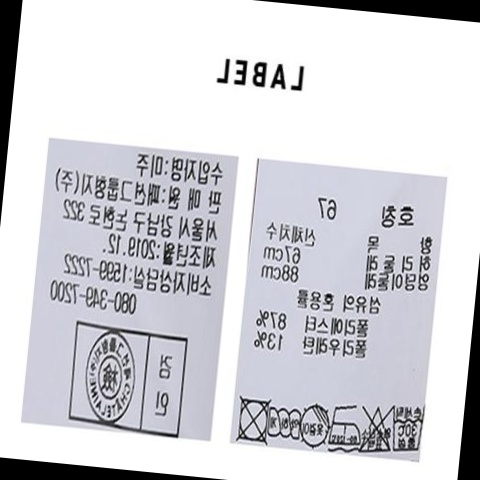 LABEL
호칭 67
항 목 신체치수
허 리 둘 레 67cm
엉덩이둘레 88cm
섬유의 혼용률
폴리에스터 87%
폴리우레탄 13%
30℃
수입자명:미주
판 매 원:패션그룹형지(주)
서울시 강남구 논현로 322
제조년월:2019.12.
소비자상담실:1599-7222
080-349-7200
검인
檢
CHATELAINE